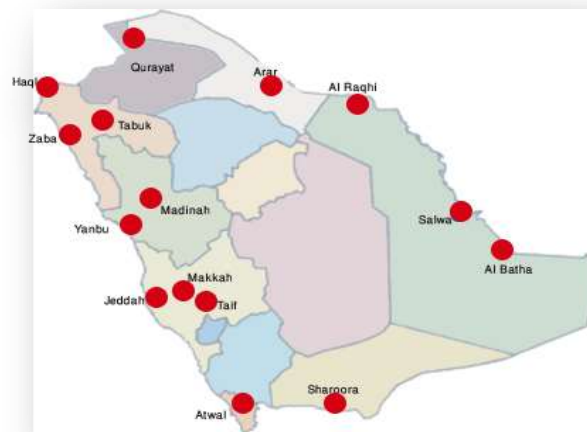 Qurayat
Haql
Arar
Al Raqhi
Tabuk
Zaba
Madinah
Salwa
Yanbu
Al Batha
Makkah
Jeddah
Taif
Sharoora
Atwal